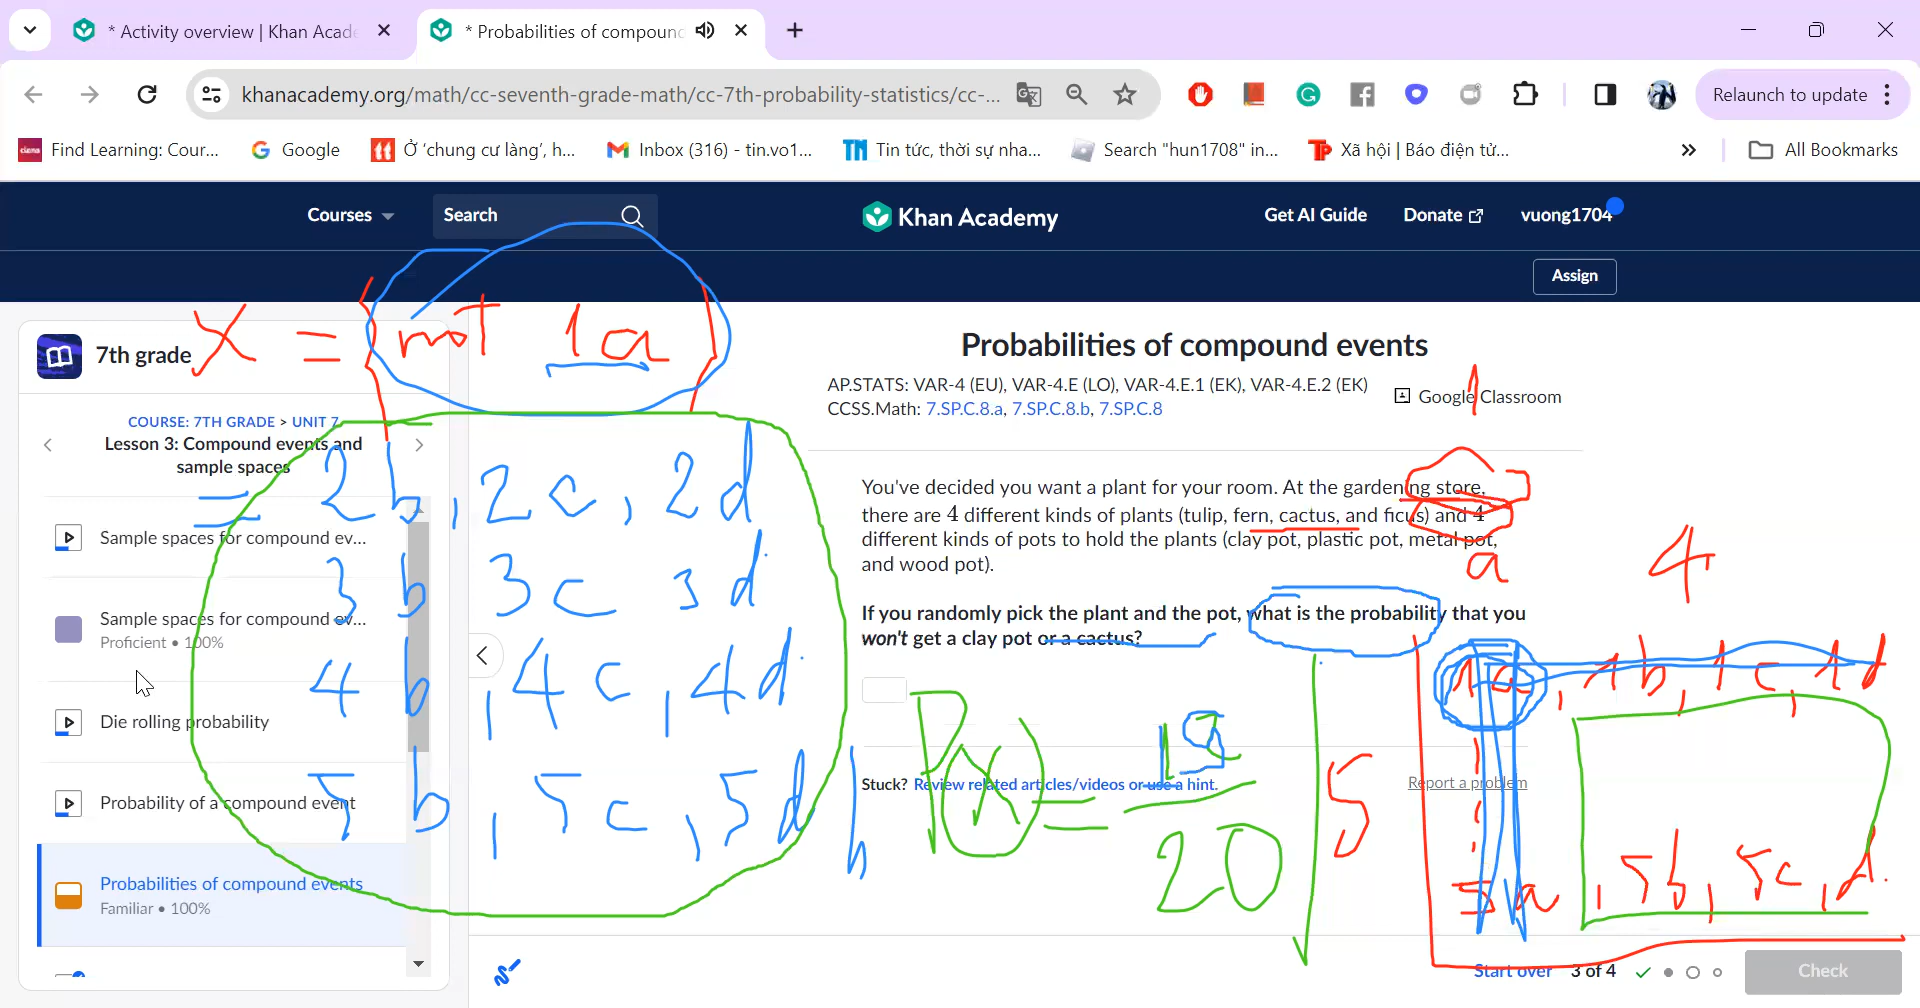 * Activity overview | Khan Acade
* Probabilities of compound
khanacademy.org/math/cc-seventh-grade-math/cc-7th-probability-statistics/cc-...
Relaunch to update
Find Learning: Cour...
Google
Ở 'chung cư làng', h...
Inbox (316) - tin.vo1...
Tin tức, thời sự nha...
Search "hun1708" in...
Xã hội | Báo điện tử...
All Bookmarks
Courses
Search
Khan Academy
Get AI Guide
Donate
vuong1704
Assign
X = { not 1a }
7th grade
COURSE: 7TH GRADE > UNIT 7
Lesson 3: Compound events and
sample spaces
= 2b, 2c, 2d
3b 3c 3d
4b, 4c, 4d
5b, 5c, 5d
Sample spaces for compound ev...
Sample spaces for compound ev...
Proficient • 100%
Die rolling probability
Probability of a compound event
Probabilities of compound events
Familiar • 100%
Probabilities of compound events
AP.STATS: VAR-4 (EU), VAR-4.E (LO), VAR-4.E.1 (EK), VAR-4.E.2 (EK)
CCSS.Math: 7.SP.C.8.a, 7.SP.C.8.b, 7.SP.C.8
Google Classroom
1
You've decided you want a plant for your room. At the gardening store,
there are 4 different kinds of plants (tulip, fern, cactus, and ficus) and 4
different kinds of pots to hold the plants (clay pot, plastic pot, metal pot,
and wood pot).
a
4
If you randomly pick the plant and the pot, what is the probability that you
won't get a clay pot or a cactus?
1a, 1b, 1c, 1d
5
5a, 5b, 5c, d.
P(X) = 12
20
Stuck? Review related articles/videos or use a hint.
Report a problem
Start over
3 of 4
Check